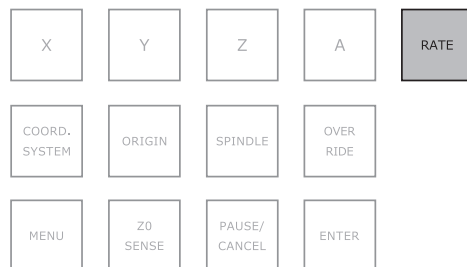 X Y Z A RATE
COORD. SYSTEM ORIGIN SPINDLE OVER RIDE
MENU Z0 SENSE PAUSE/ CANCEL ENTER